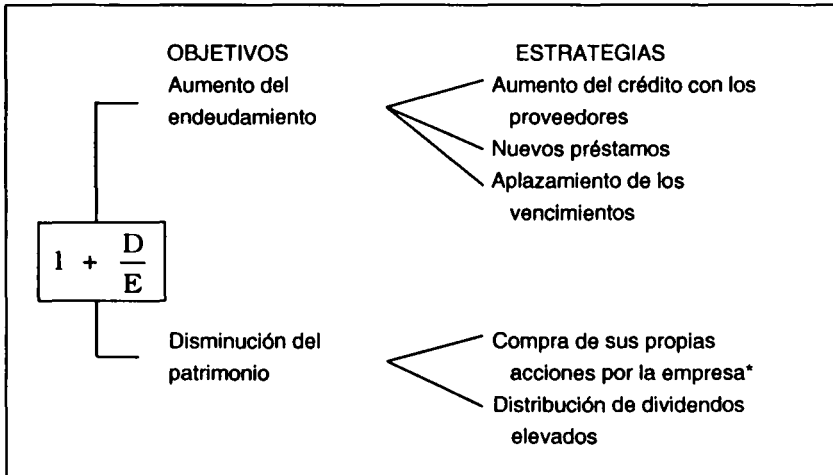 OBJETIVOS
ESTRATEGIAS
Aumento del
endeudamiento
Aumento del crédito con los
proveedores
Nuevos préstamos
Aplazamiento de los
vencimientos
1 + D
E
Disminución del
patrimonio
Compra de sus propias
acciones por la empresa*
Distribución de dividendos
elevados